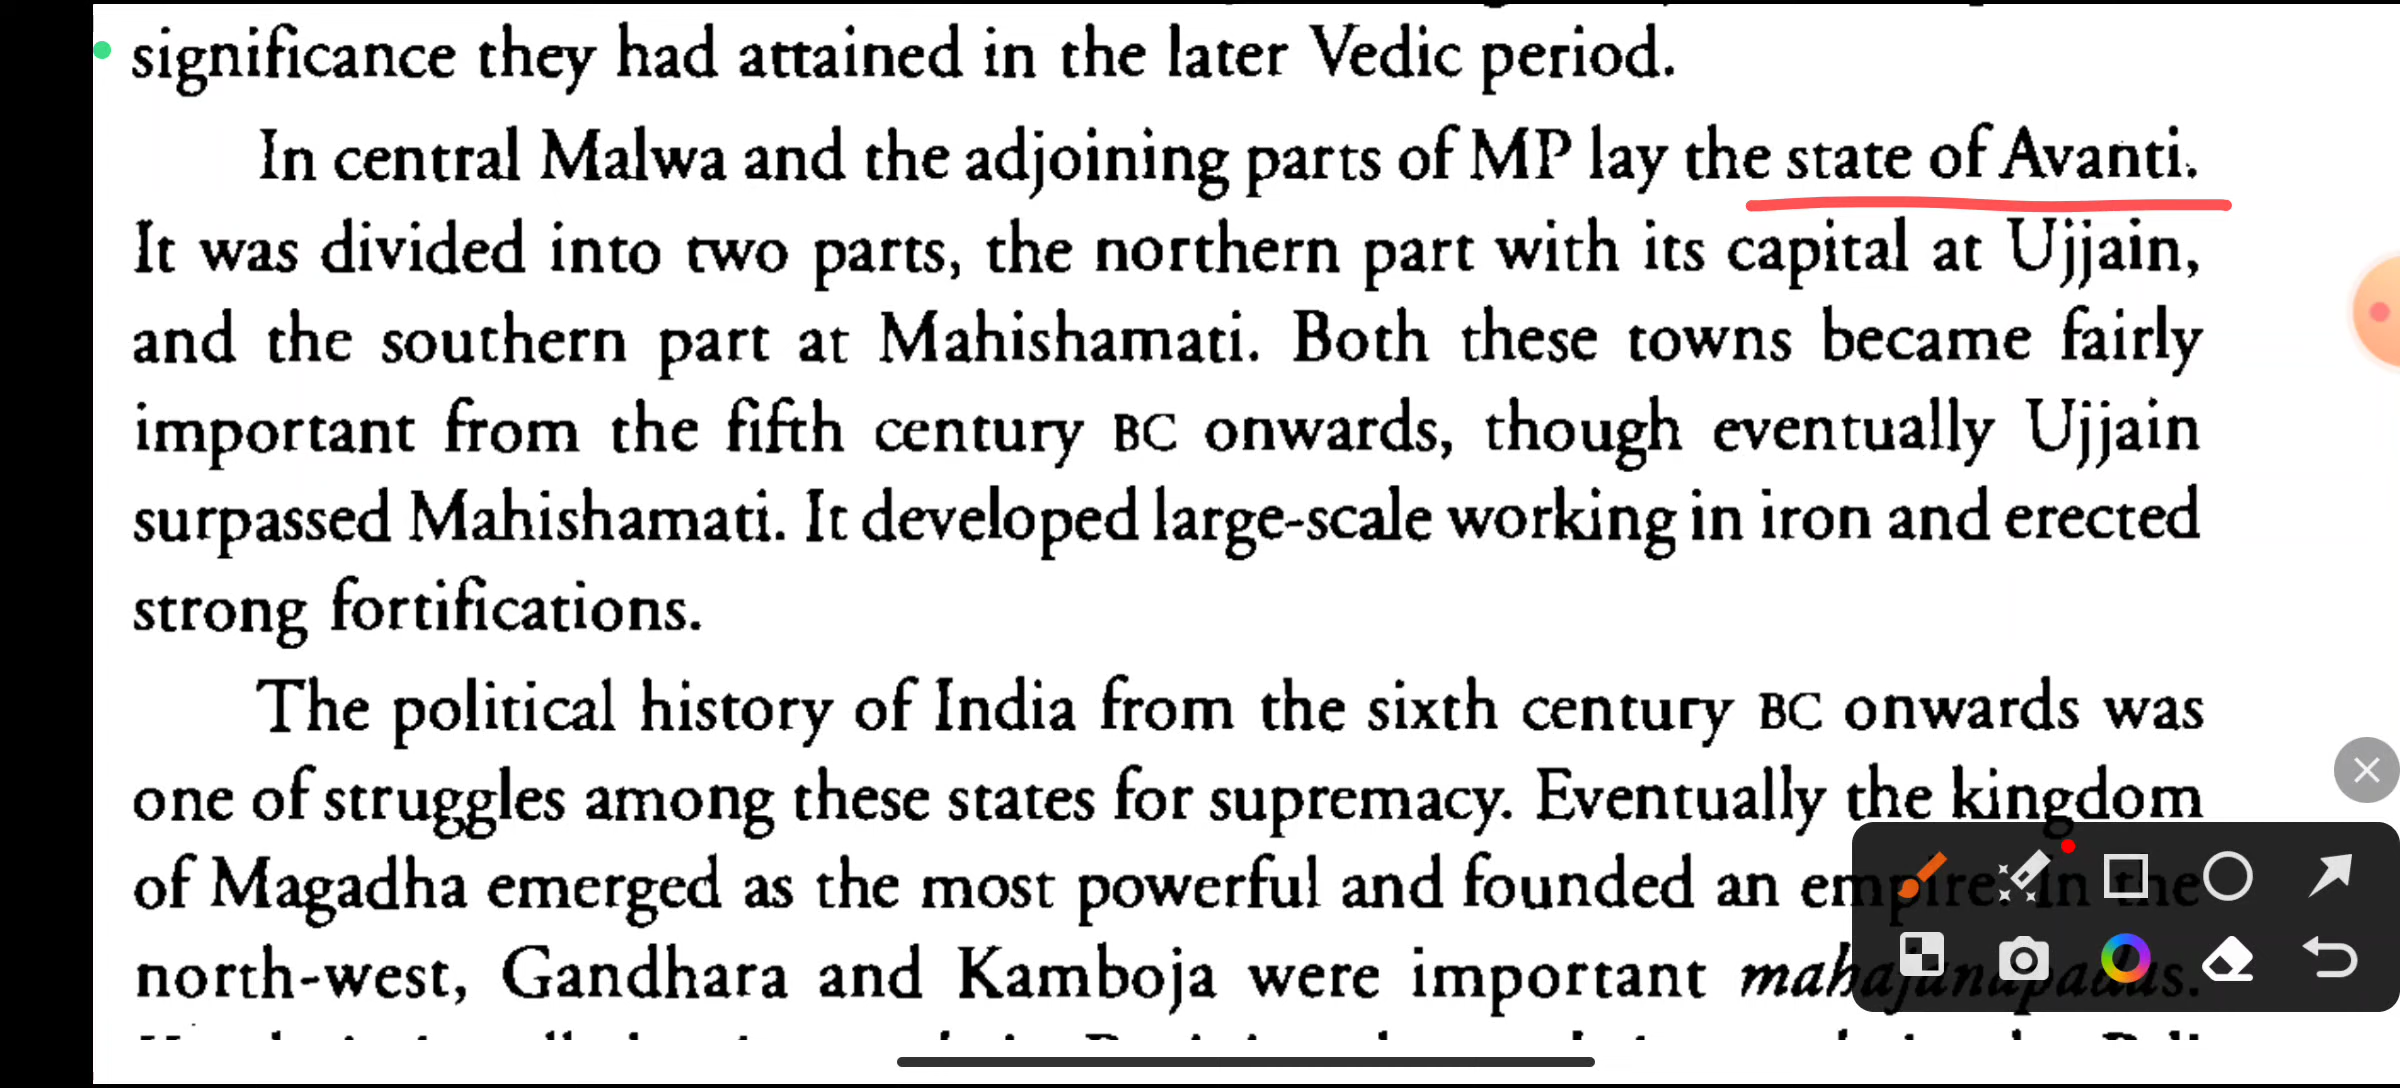 significance they had attained in the later Vedic period.
In central Malwa and the adjoining parts of MP lay the state of Avanti.
It was divided into two parts, the northern part with its capital at Ujjain,
and the southern part at Mahishamati. Both these towns became fairly
important from the fifth century BC onwards, though eventually Ujjain
surpassed Mahishamati. It developed large-scale working in iron and erected
strong fortifications.
The political history of India from the sixth century BC onwards was
one of struggles among these states for supremacy. Eventually the kingdom
of Magadha emerged as the most powerful and founded an empire. In the
north-west, Gandhara and Kamboja were important mahajanapadas.